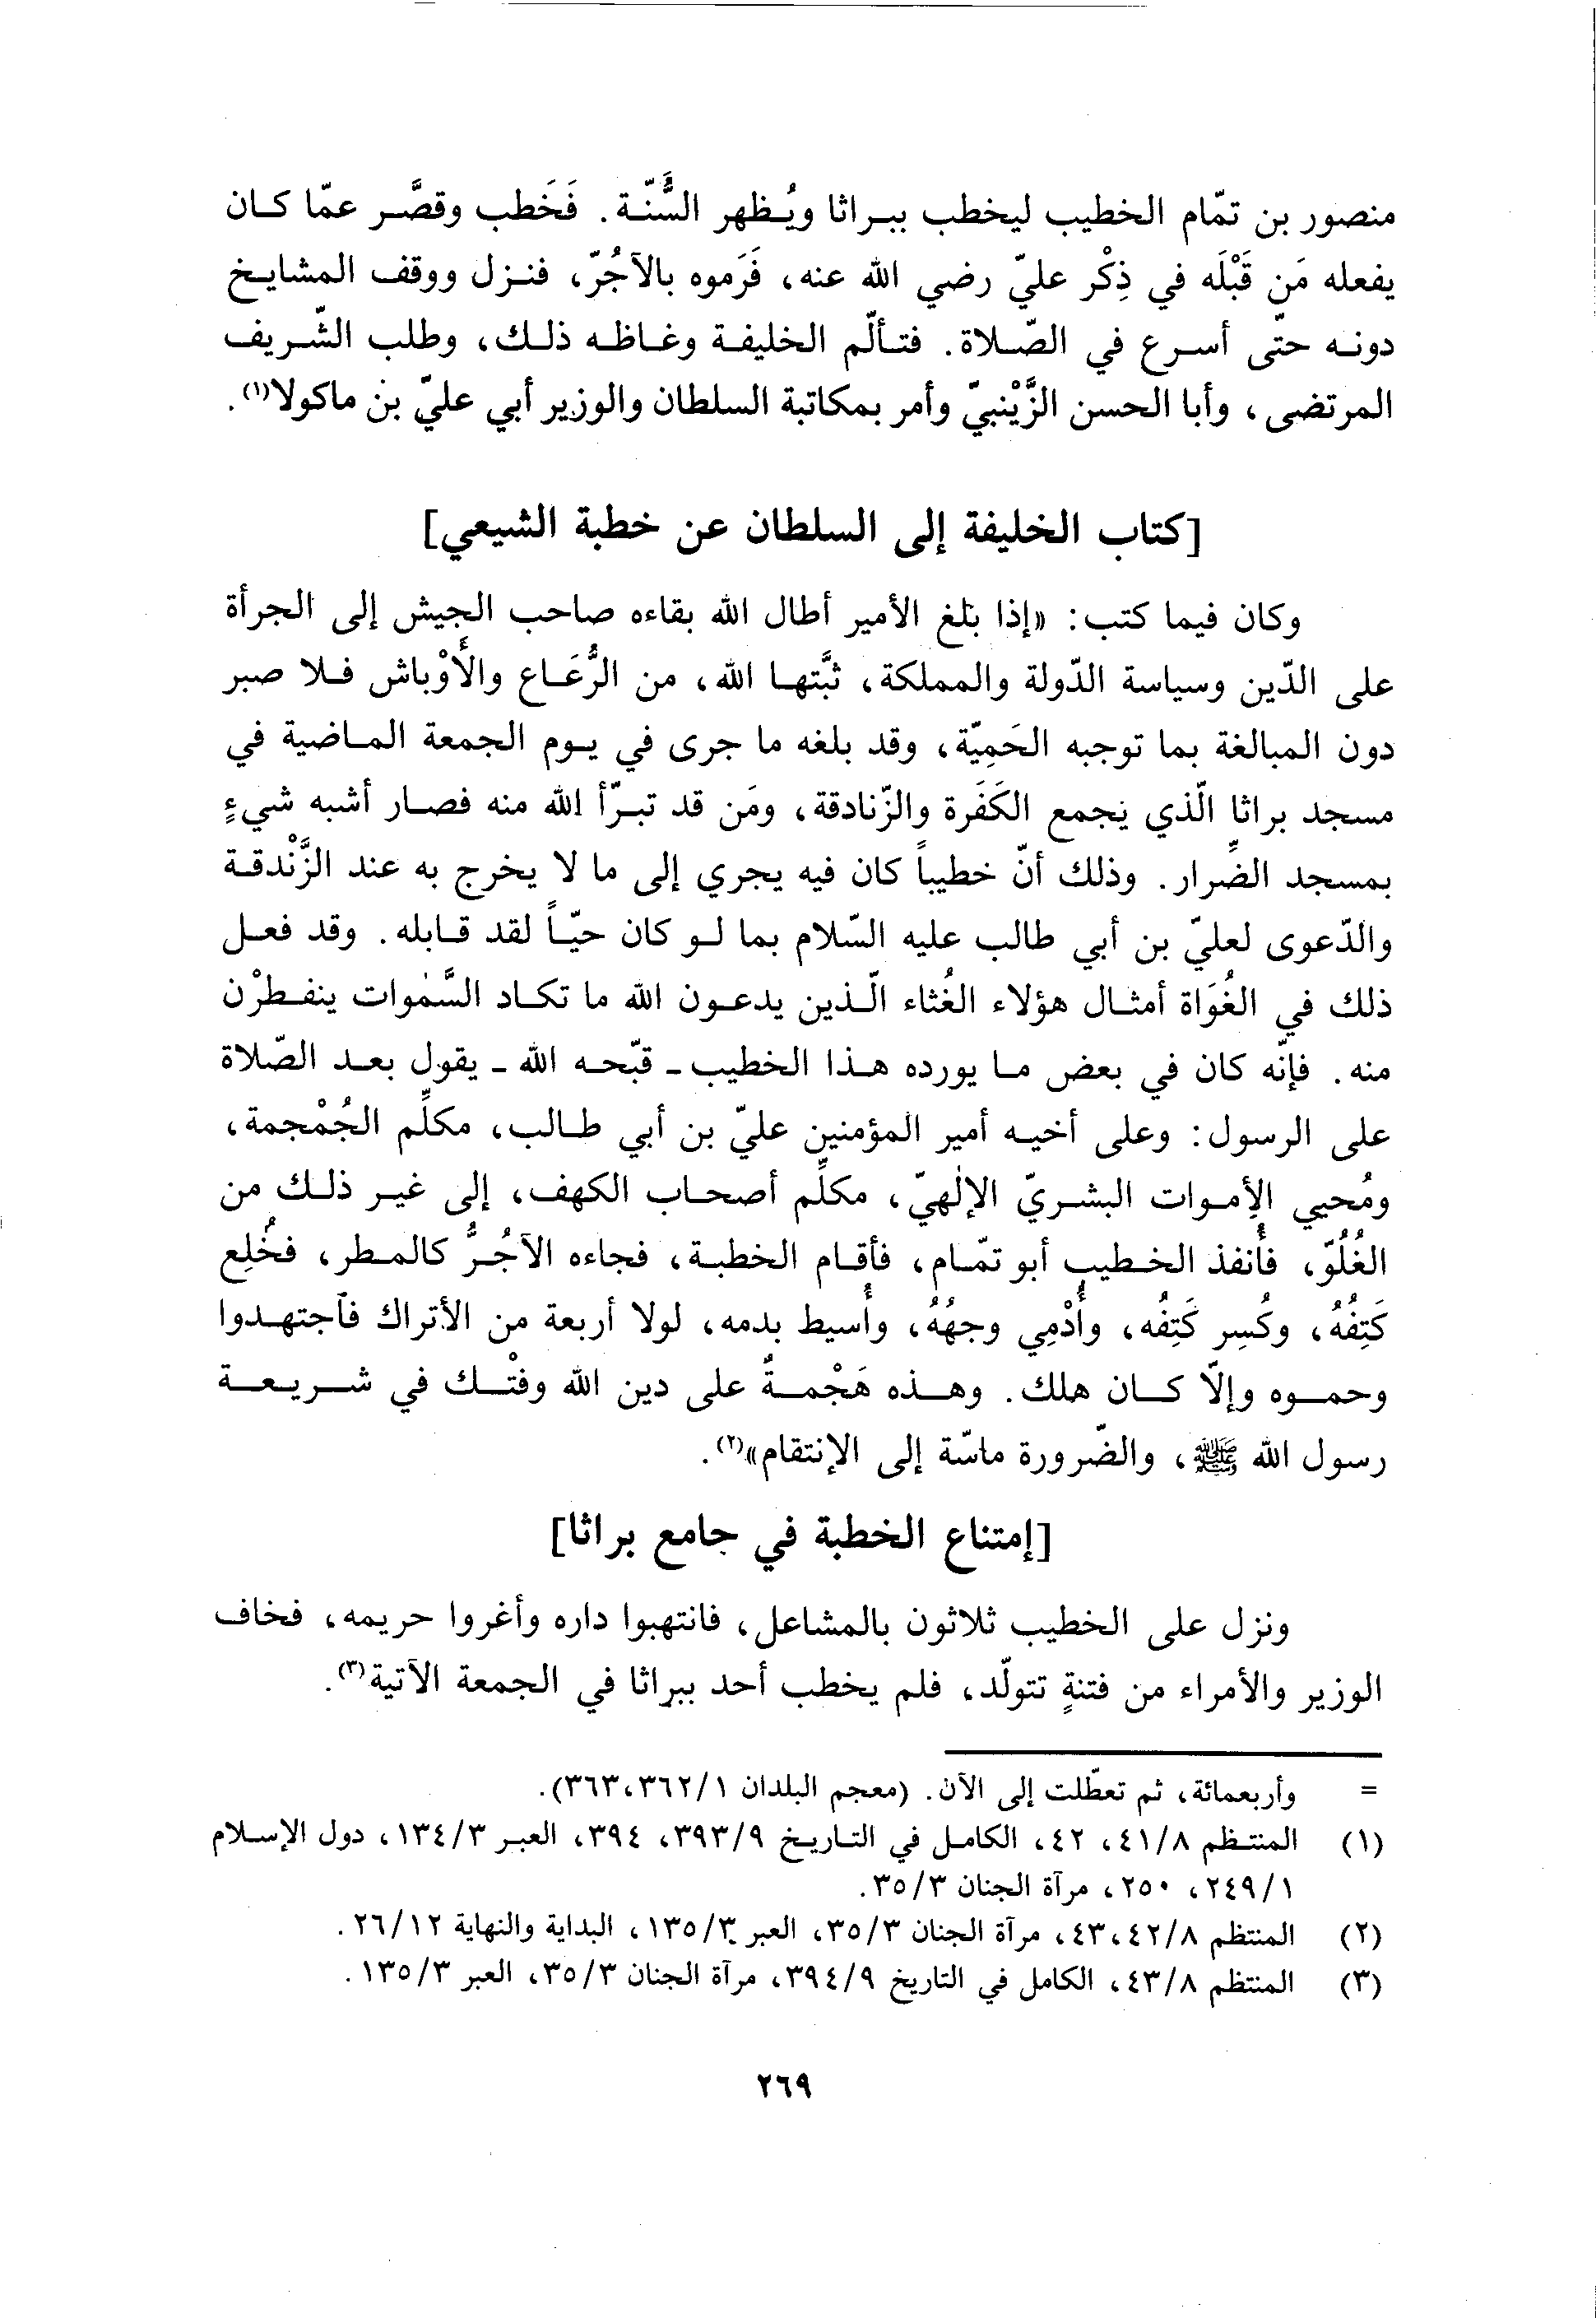 منصور بن تمّام الخطيب ليخطب ببراثا ويُظهر السُّنّة. فَخَطب وقصَّر عمّا كان
يفعله مَن قَبْلَه في ذِكْر عليّ رضي الله عنه، فَرَموه بالآجُرّ، فنزل ووقف المشايخ
دونه حتّى أسرع في الصّلاة. فتألّم الخليفة وغاظه ذلك، وطلب الشّريف
المرتضى، وأبا الحسن الزَّيْنبيّ وأمر بمكاتبة السلطان والوزير أبي عليّ بن ماكولا(١).
[كتاب الخليفة إلى السلطان عن خطبة الشيعي]
وكان فيما كتب: «إذا بلغ الأمير أطال الله بقاءه صاحب الجيش إلى الجرأة
على الدّين وسياسة الدّولة والمملكة، ثبَّتها الله، من الرُّعَاع والأَوْباش فلا صبر
دون المبالغة بما توجبه الحَمِيّة، وقد بلغه ما جرى في يوم الجمعة الماضية في
مسجد براثا الّذي يجمع الكَفَرة والزّنادقة، ومَن قد تبرّأ الله منه فصار أشبه شيءٍ
بمسجد الضِّرار. وذلك أنّ خطيباً كان فيه يجري إلى ما لا يخرج به عند الزَّنْدقة
والدّعوى لعليّ بن أبي طالب عليه السّلام بما لو كان حيّاً لقد قابله. وقد فعل
ذلك في الغُوَاة أمثال هؤلاء الغُثاء الّذين يدعون الله ما تكاد السَّمٰوات ينفطرْن
منه. فإنّه كان في بعض ما يورده هذا الخطيب - قبّحه الله - يقول بعد الصّلاة
على الرسول: وعلى أخيه أمير المؤمنين عليّ بن أبي طالب، مكلِّم الجُمْجمة،
ومُحيي الأموات البشريّ الإلٰهيّ، مكلِّم أصحاب الكهف، إلى غير ذلك من
الغُلُوّ، فأُنفذ الخطيب أبو تمّام، فأقام الخطبة، فجاءه الآجُرُّ كالمطر، فخُلِع
كَتِفُهُ، وكُسِر كَتِفُه، وأُدْمِي وجهُهُ، وأُسيط بدمه، لولا أربعة من الأتراك فآجتهدوا
وحموه وإلّا كان هلك. وهذه هَجْمةٌ على دين الله وفتْك في شريعة
رسول الله ﷺ، والضّرورة ماسّة إلى الإنتقام»(٢).
[إمتناع الخطبة في جامع براثا]
ونزل على الخطيب ثلاثون بالمشاعل، فانتهبوا داره وأغروا حريمه، فخاف
الوزير والأمراء من فتنةٍ تتولّد، فلم يخطب أحد ببراثا في الجمعة الآتية(٣).
= وأربعمائة، ثم تعطّلت إلى الآن. (معجم البلدان ٣٦٢/١، ٣٦٣).
(١) المنتظم ٤١/٨، ٤٢، الكامل في التاريخ ٣٩٣/٩، ٣٩٤، العبر ١٣٤/٣، دول الإسلام
٢٤٩/١، ٢٥٠، مرآة الجنان ٣٥/٣.
(٢) المنتظم ٤٢/٨، ٤٣، مرآة الجنان ٣٥/٣، العبر ١٣٥/٣، البداية والنهاية ٢٦/١٢.
(٣) المنتظم ٤٣/٨، الكامل في التاريخ ٣٩٤/٩، مرآة الجنان ٣٥/٣، العبر ١٣٥/٣.
٢٦٩